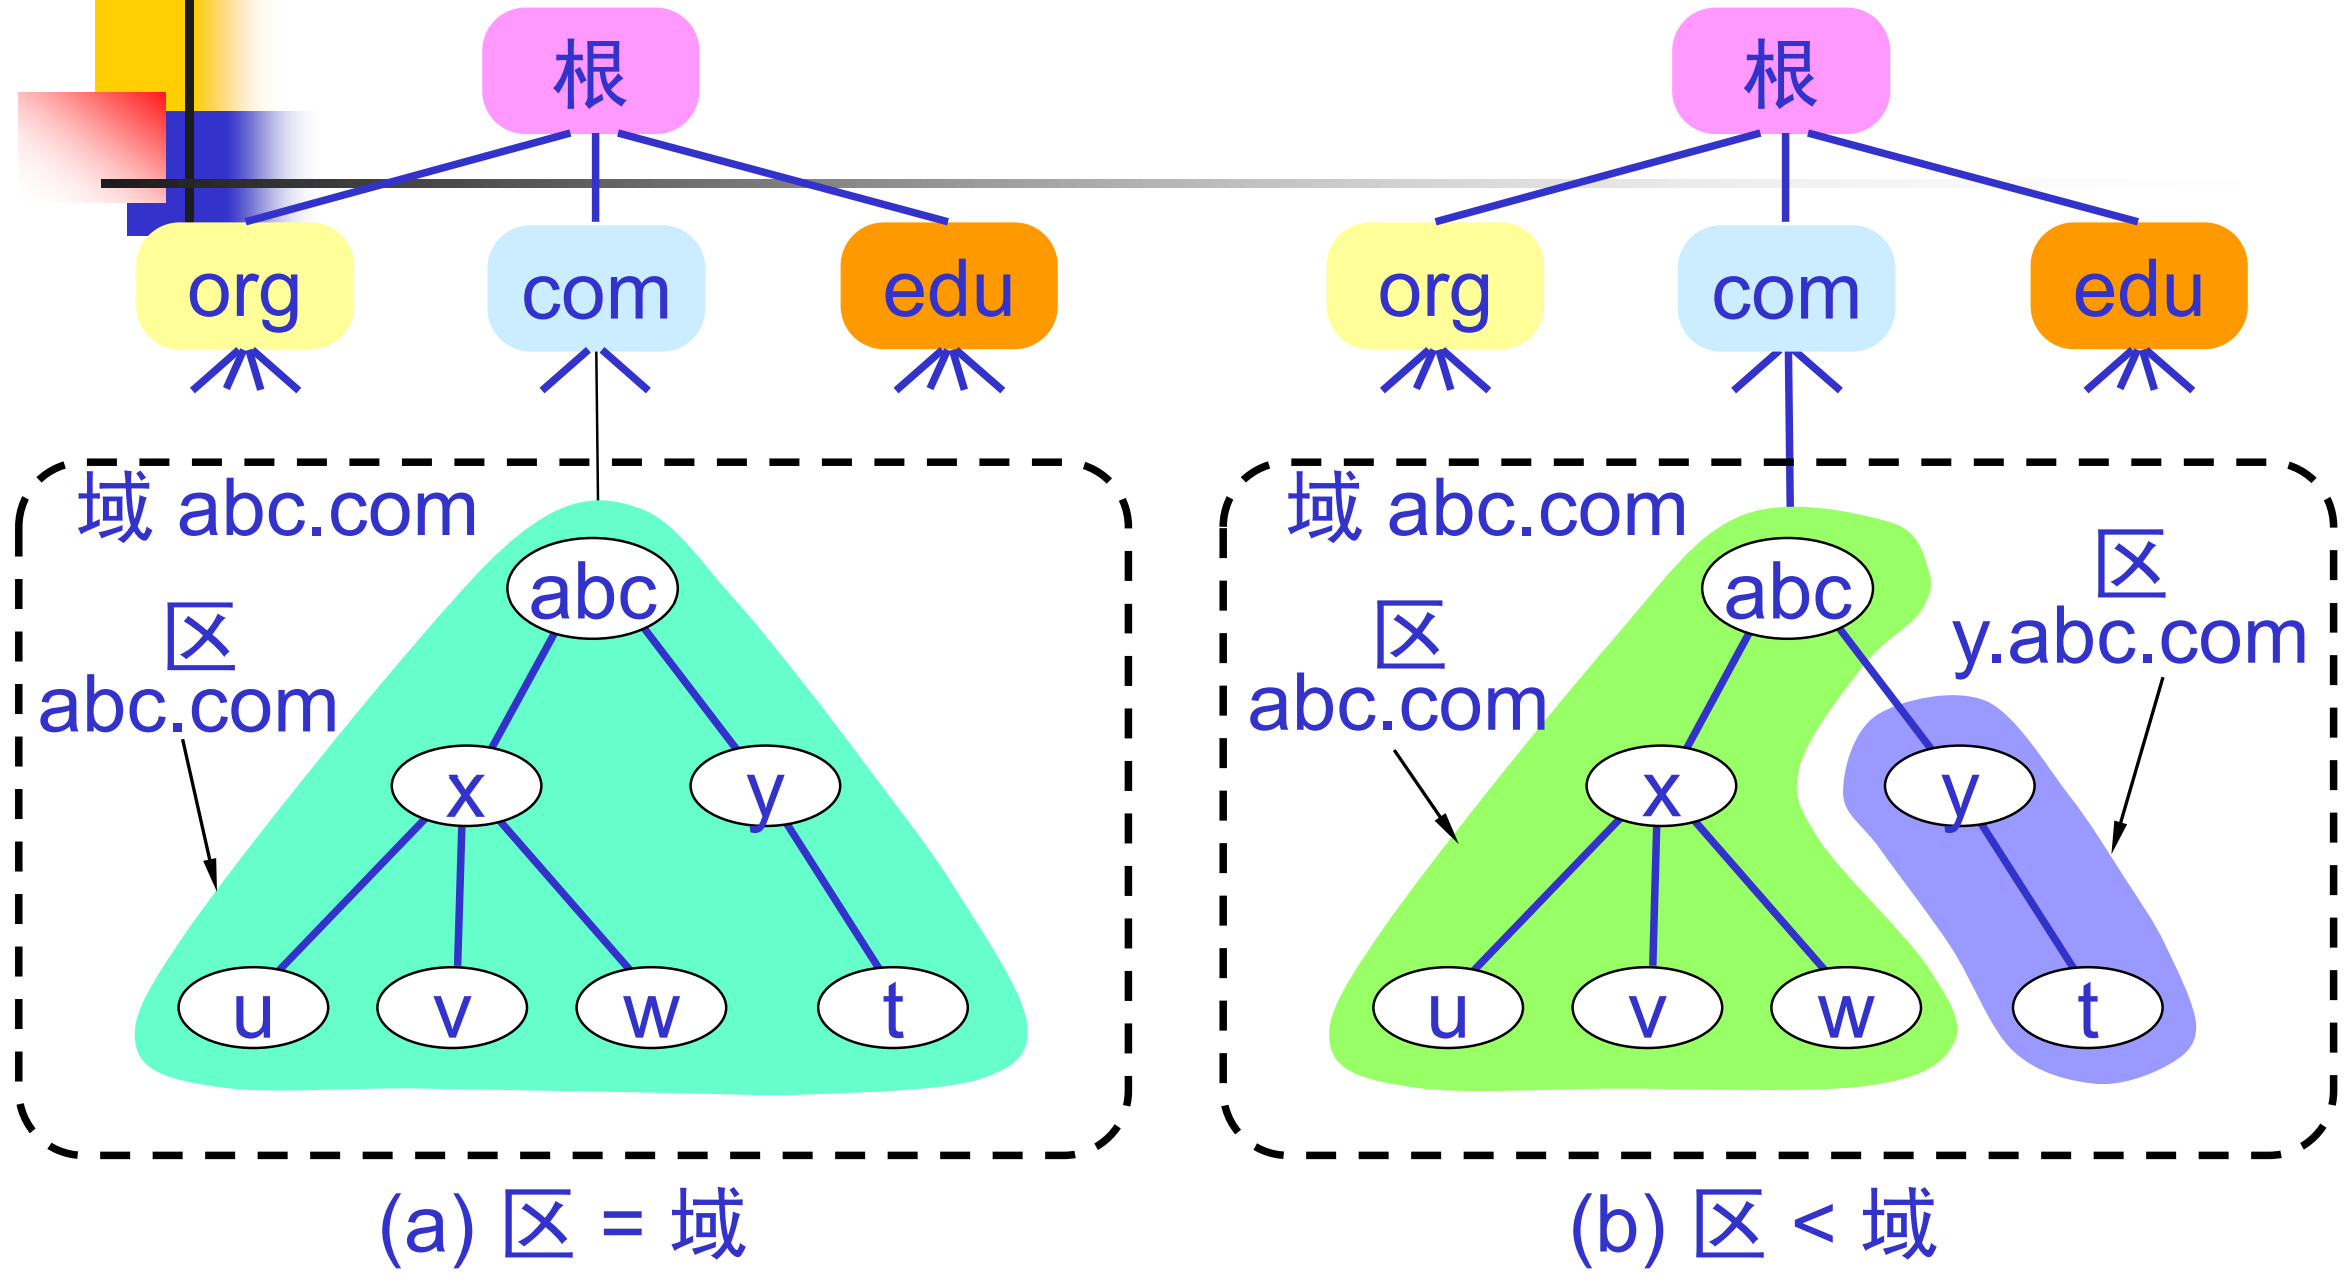 根
org
com
edu
域 abc.com
区
abc.com
abc
x
y
u
v
w
t
(a) 区 = 域
根
org
com
edu
域 abc.com
区
abc.com
区
y.abc.com
abc
x
y
u
v
w
t
(b) 区 < 域